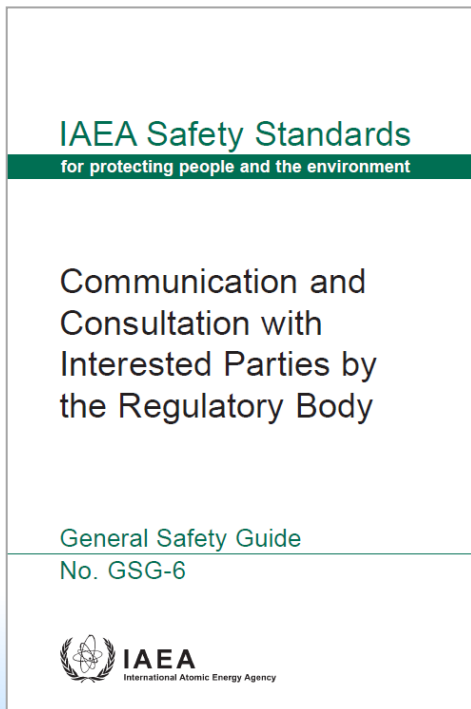 IAEA Safety Standards
for protecting people and the environment
Communication and
Consultation with
Interested Parties by
the Regulatory Body
General Safety Guide
No. GSG-6
IAEA
International Atomic Energy Agency